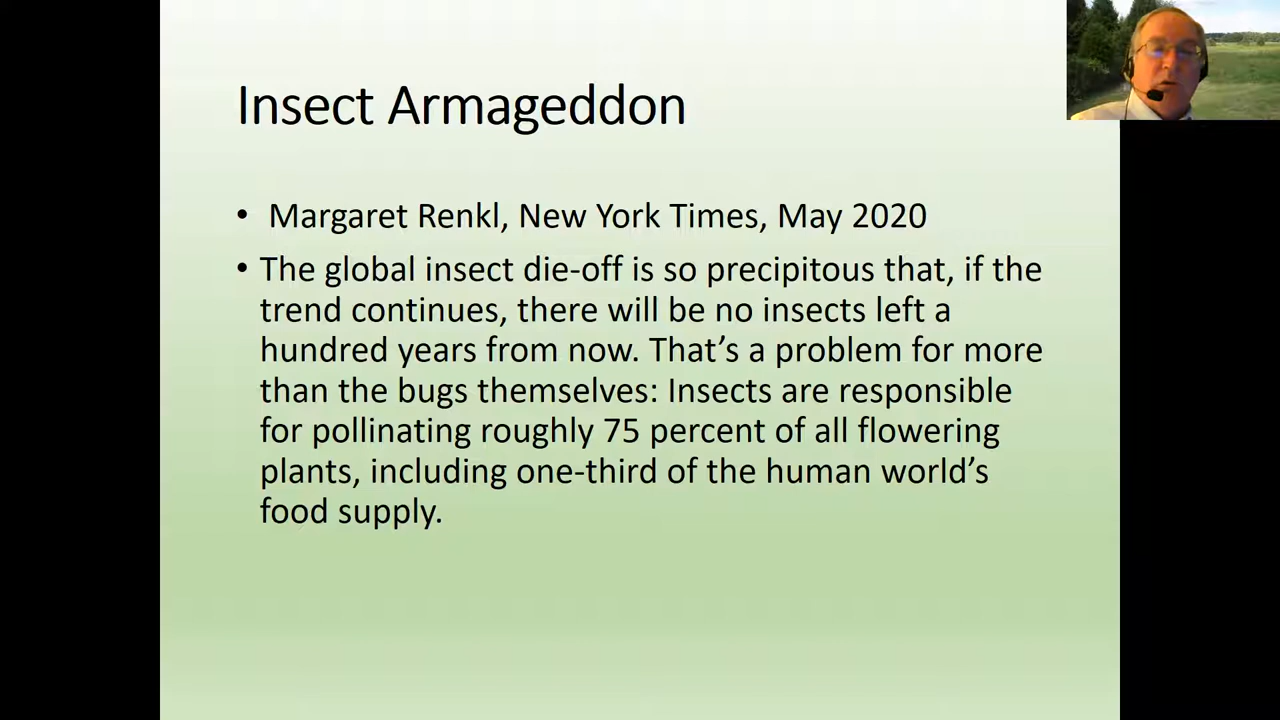 Insect Armageddon
• Margaret Renkl, New York Times, May 2020
• The global insect die-off is so precipitous that, if the
trend continues, there will be no insects left a
hundred years from now. That’s a problem for more
than the bugs themselves: Insects are responsible
for pollinating roughly 75 percent of all flowering
plants, including one-third of the human world’s
food supply.